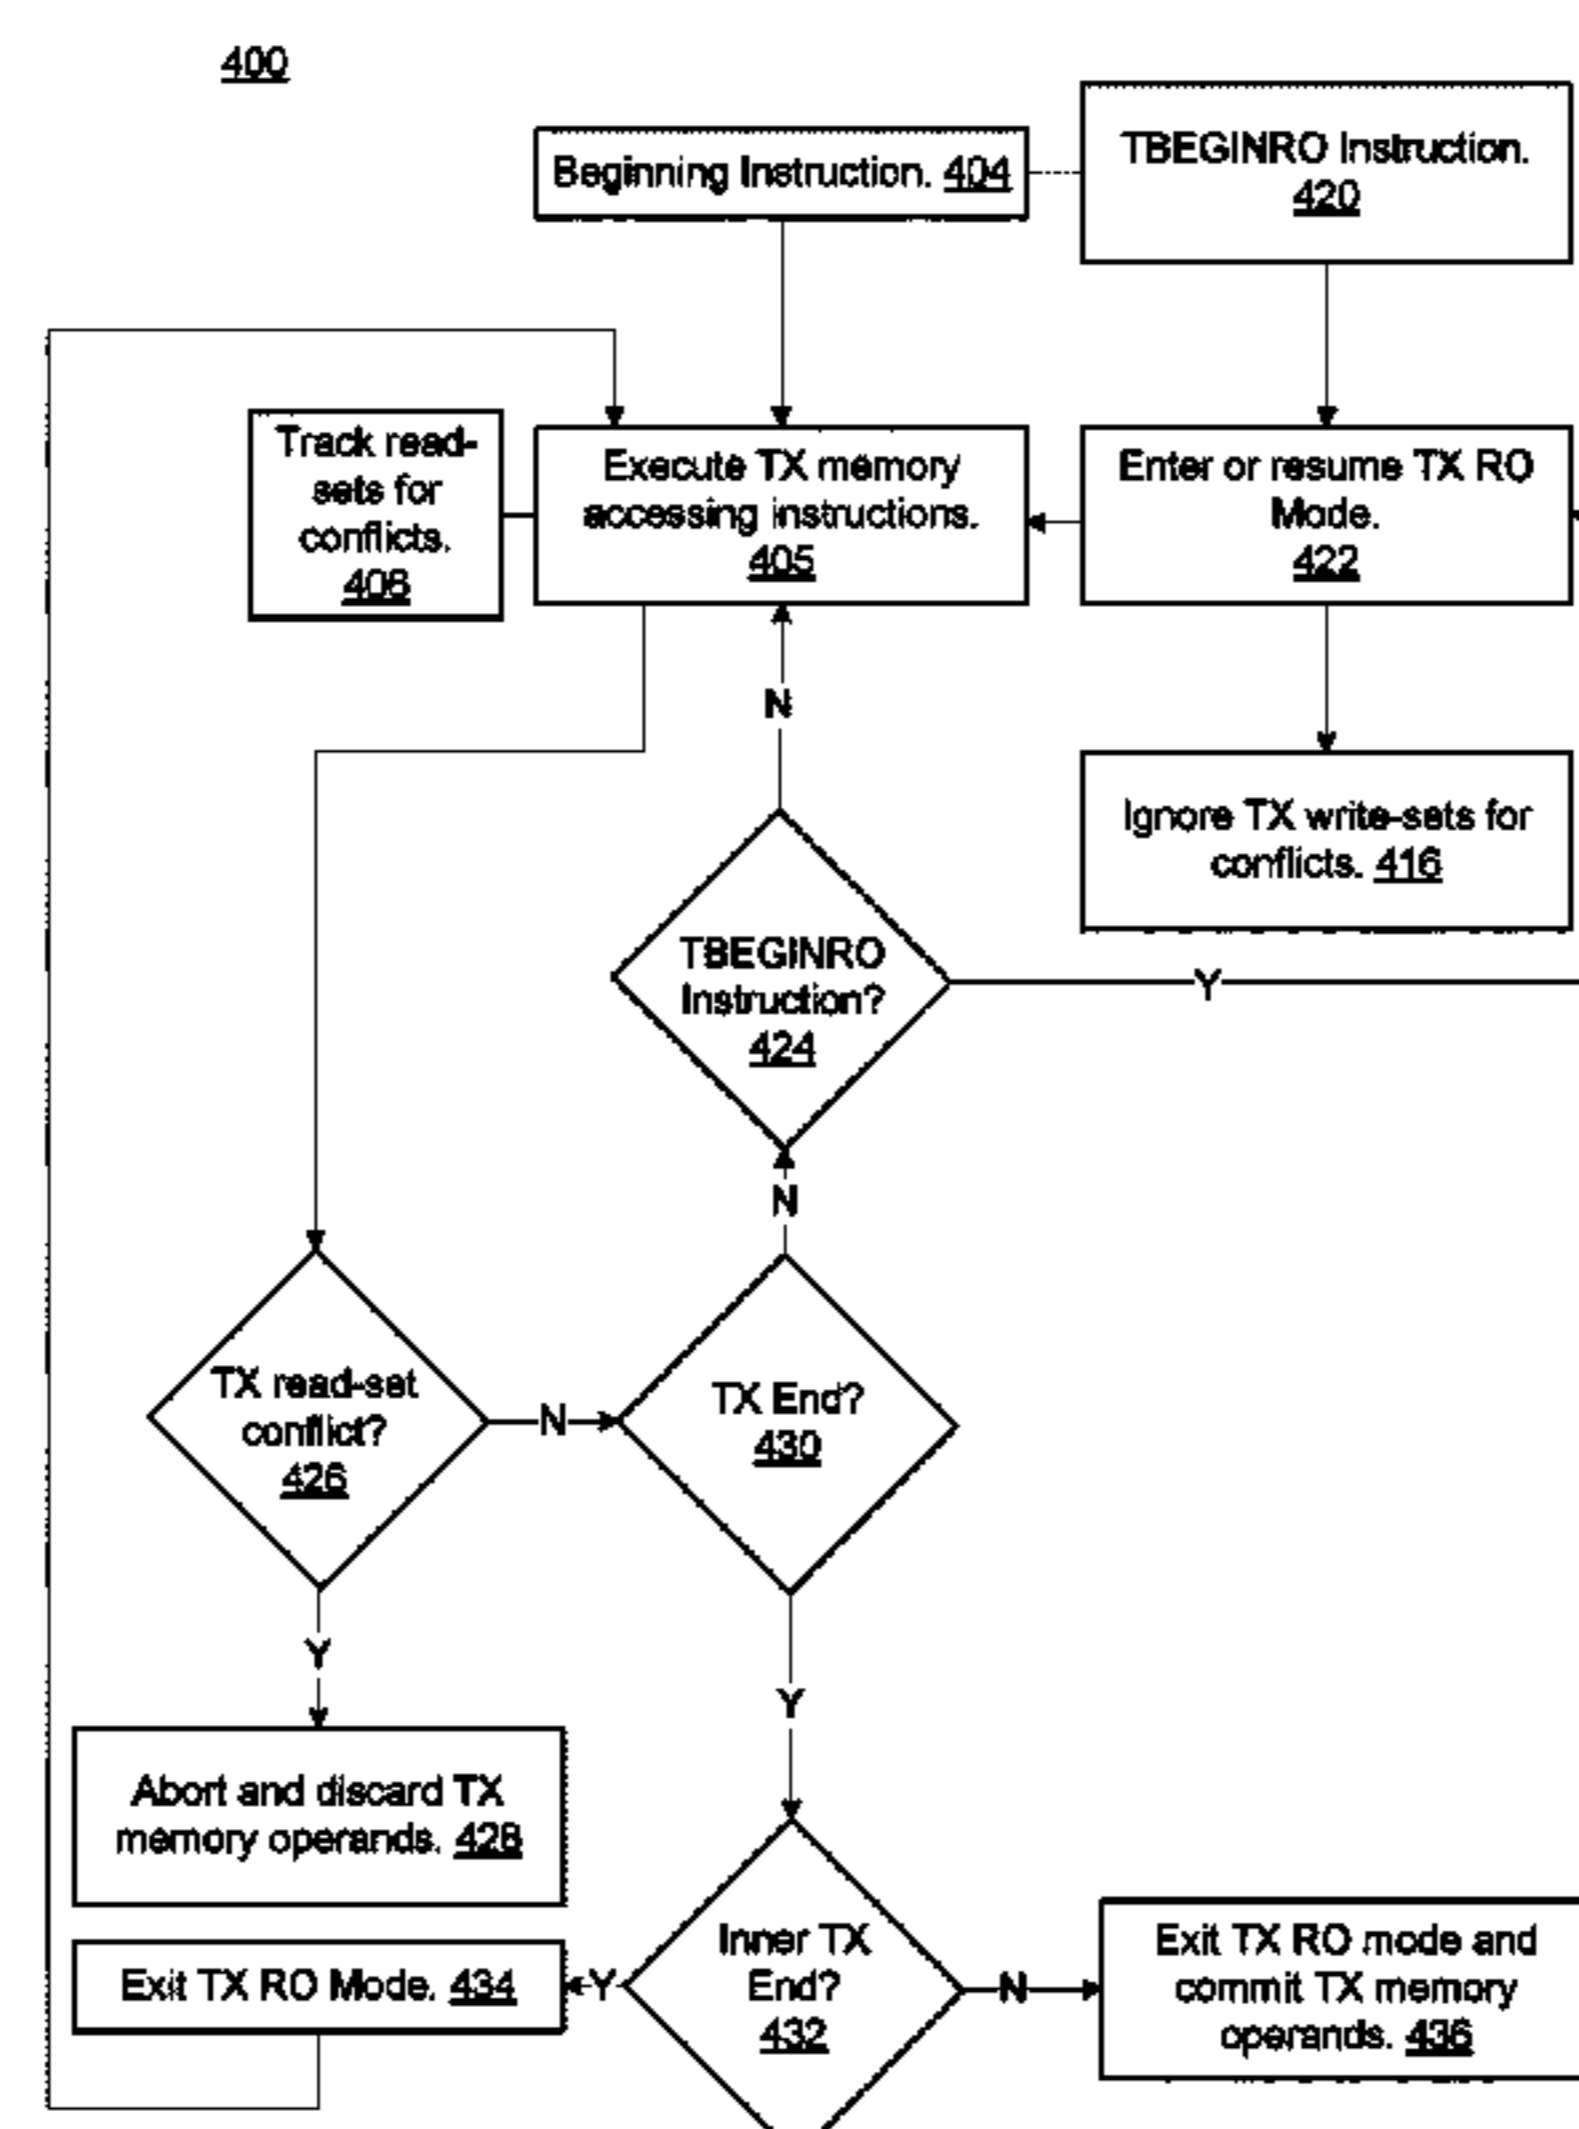 400
Beginning Instruction. 404
TBEGINRO Instruction.
420
Track read-
sets for
conflicts.
406
Execute TX memory
accessing instructions.
405
Enter or resume TX RO
Mode.
422
N
Ignore TX write-sets for
conflicts. 416
TBEGINRO
Instruction?
424
Y
N
TX read-set
conflict?
426
N
TX End?
430
Y
Y
Abort and discard TX
memory operands. 428
Exit TX RO Mode. 434
Y
Inner TX
End?
432
N
Exit TX RO mode and
commit TX memory
operands. 436